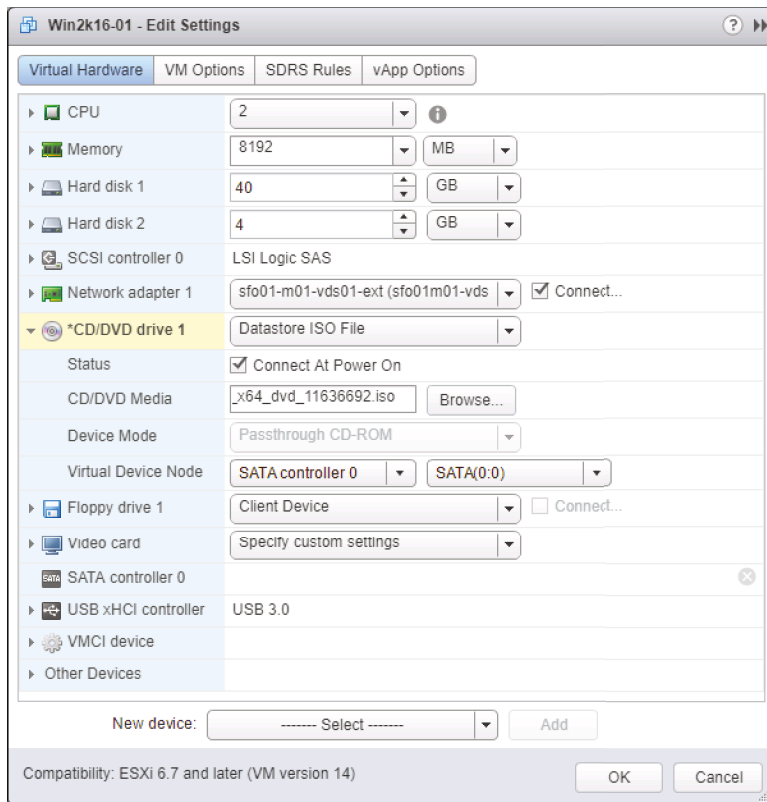 Win2k16-01 - Edit Settings ?
Virtual Hardware VM Options SDRS Rules vApp Options
CPU 2
Memory 8192 MB
Hard disk 1 40 GB
Hard disk 2 4 GB
SCSI controller 0 LSI Logic SAS
Network adapter 1 sfo01-m01-vds01-ext (sfo01m01-vds Connect...
*CD/DVD drive 1 Datastore ISO File
Status Connect At Power On
CD/DVD Media _x64_dvd_11636692.iso Browse...
Device Mode Passthrough CD-ROM
Virtual Device Node SATA controller 0 SATA(0:0)
Floppy drive 1 Client Device Connect...
Video card Specify custom settings
SATA SATA controller 0
USB xHCI controller USB 3.0
VMCI device
Other Devices
New device: ------- Select ------- Add
Compatibility: ESXi 6.7 and later (VM version 14) OK Cancel